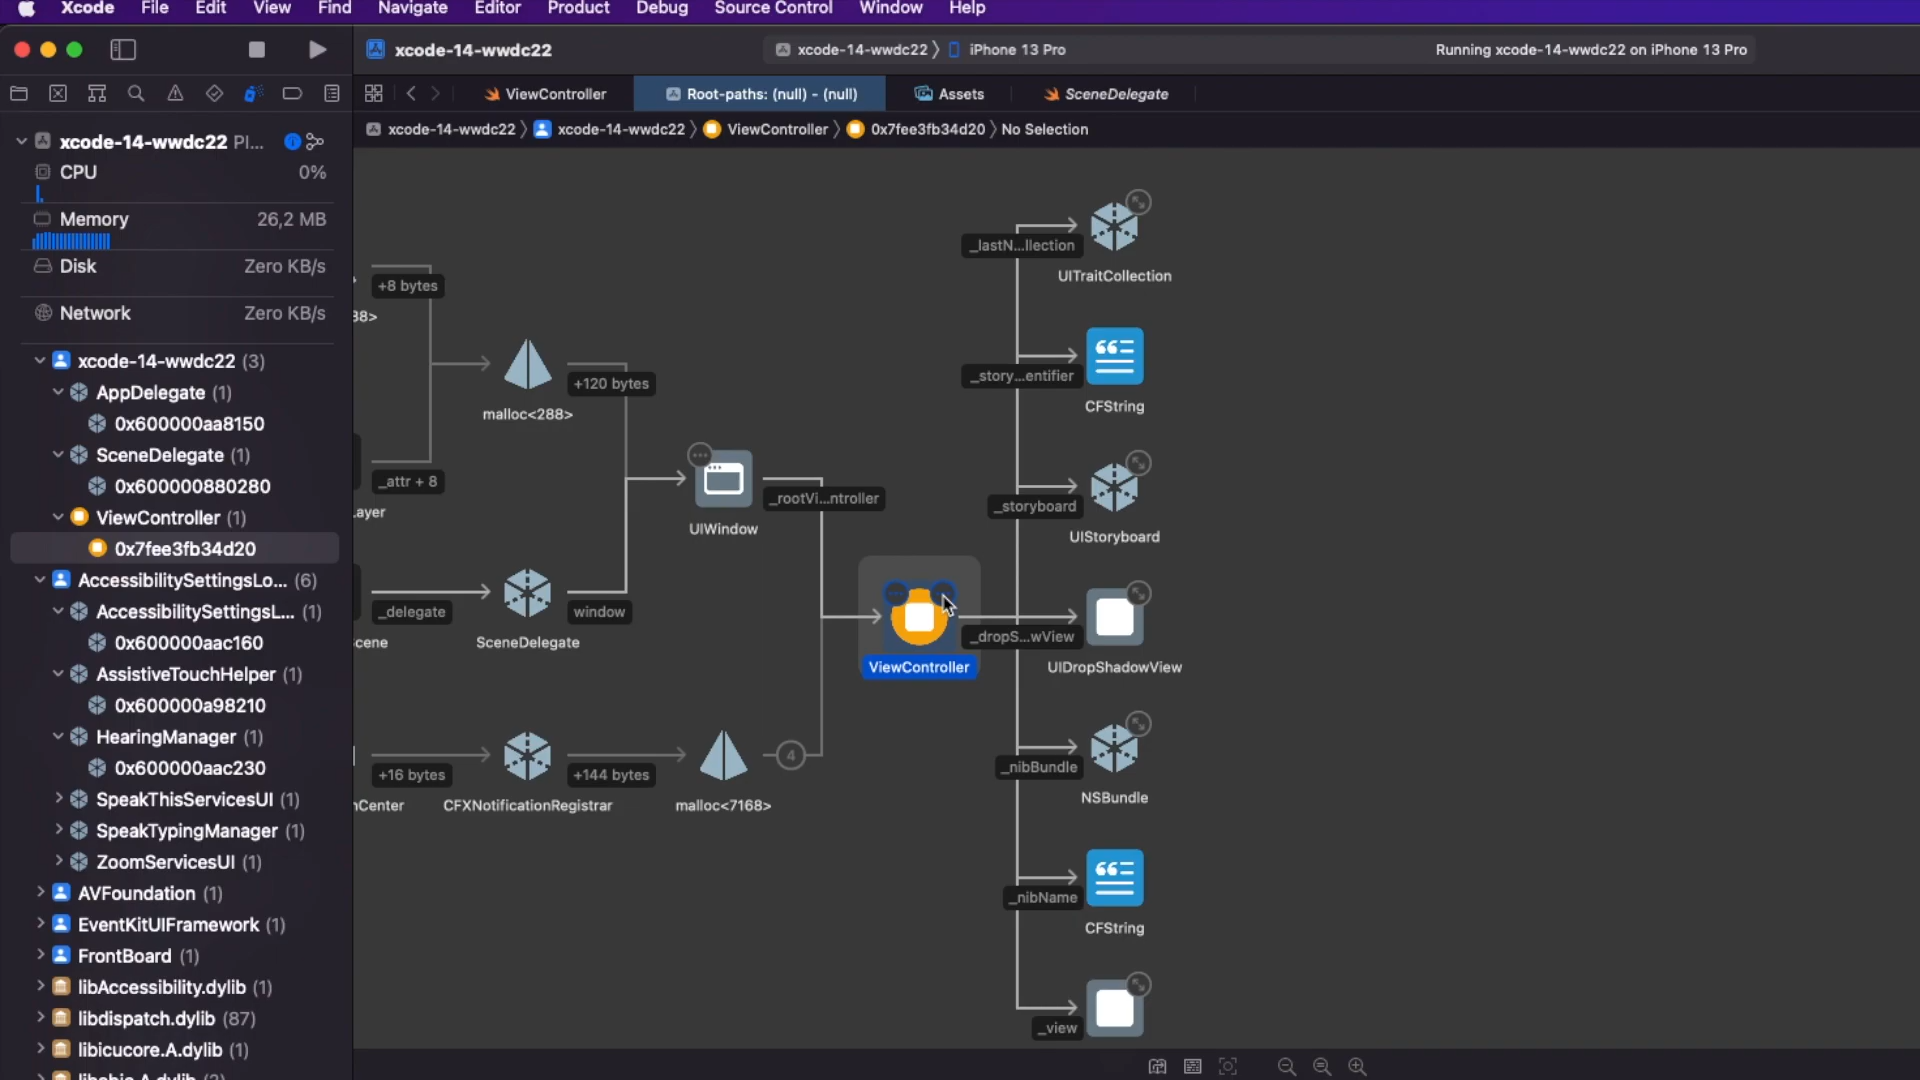 Xcode File Edit View Find Navigate Editor Product Debug Source Control Window Help
xcode-14-wwdc22
xcode-14-wwdc22 iPhone 13 Pro
Running xcode-14-wwdc22 on iPhone 13 Pro
ViewController
Root-paths: (null) - (null)
Assets
SceneDelegate
xcode-14-wwdc22 xcode-14-wwdc22 ViewController 0x7fee3fb34d20 No Selection
xcode-14-wwdc22 PI...
CPU 0%
Memory 26,2 MB
Disk Zero KB/s
Network Zero KB/s
xcode-14-wwdc22 (3)
AppDelegate (1)
0x600000aa8150
SceneDelegate (1)
0x600000880280
ViewController (1)
0x7fee3fb34d20
AccessibilitySettingsLo... (6)
AccessibilitySettingsL... (1)
0x600000aac160
AssistiveTouchHelper (1)
0x600000a98210
HearingManager (1)
0x600000aac230
SpeakThisServicesUI (1)
SpeakTypingManager (1)
ZoomServicesUI (1)
AVFoundation (1)
EventKitUIFramework (1)
FrontBoard (1)
libAccessibility.dylib (1)
libdispatch.dylib (87)
libicucore.A.dylib (1)
+8 bytes
38>
_attr + 8
ayer
_delegate
cene
+16 bytes
nCenter
malloc<288>
+120 bytes
SceneDelegate
window
CFXNotificationRegistrar
+144 bytes
UIWindow
_rootVi...ntroller
malloc<7168>
4
ViewController
_lastN...llection
UITraitCollection
_story...entifier
CFString
_storyboard
UIStoryboard
_dropS...wView
UIDropShadowView
_nibBundle
NSBundle
_nibName
CFString
_view